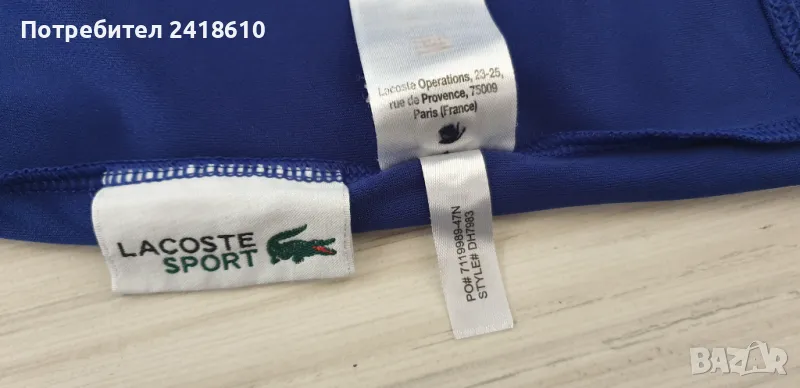 Потребител 2418610
Lacoste Operations, 23-25,
rue de Provence, 75009
Paris (France)
LACOSTE
SPORT
PO# 7119989-47N
STYLE# DH7983
BAZAR